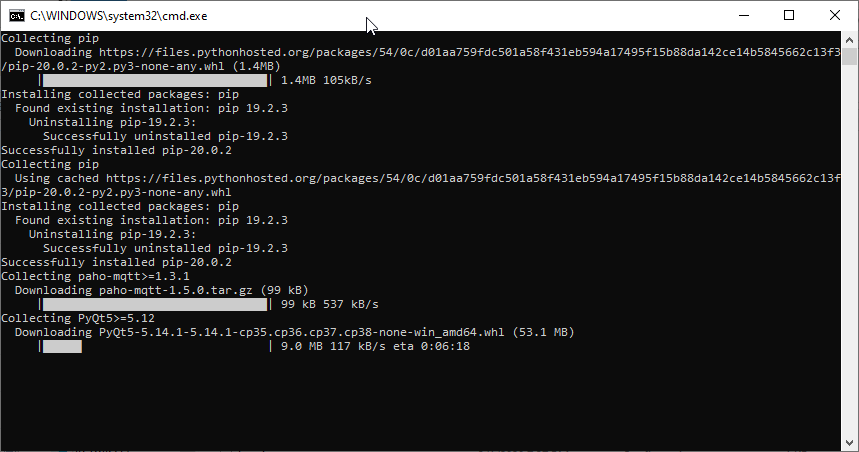 C:\WINDOWS\system32\cmd.exe
Collecting pip
  Downloading https://files.pythonhosted.org/packages/54/0c/d01aa759fdc501a58f431eb594a17495f15b88da142ce14b5845662c13f3
/pip-20.0.2-py2.py3-none-any.whl (1.4MB)
     || 1.4MB 105kB/s
Installing collected packages: pip
  Found existing installation: pip 19.2.3
    Uninstalling pip-19.2.3:
      Successfully uninstalled pip-19.2.3
Successfully installed pip-20.0.2
Collecting pip
  Using cached https://files.pythonhosted.org/packages/54/0c/d01aa759fdc501a58f431eb594a17495f15b88da142ce14b5845662c13f
3/pip-20.0.2-py2.py3-none-any.whl
Installing collected packages: pip
  Found existing installation: pip 19.2.3
    Uninstalling pip-19.2.3:
      Successfully uninstalled pip-19.2.3
Successfully installed pip-20.0.2
Collecting paho-mqtt>=1.3.1
  Downloading paho-mqtt-1.5.0.tar.gz (99 kB)
     || 99 kB 537 kB/s
Collecting PyQt5>=5.12
  Downloading PyQt5-5.14.1-5.14.1-cp35.cp36.cp37.cp38-none-win_amd64.whl (53.1 MB)
     || 9.0 MB 117 kB/s eta 0:06:18